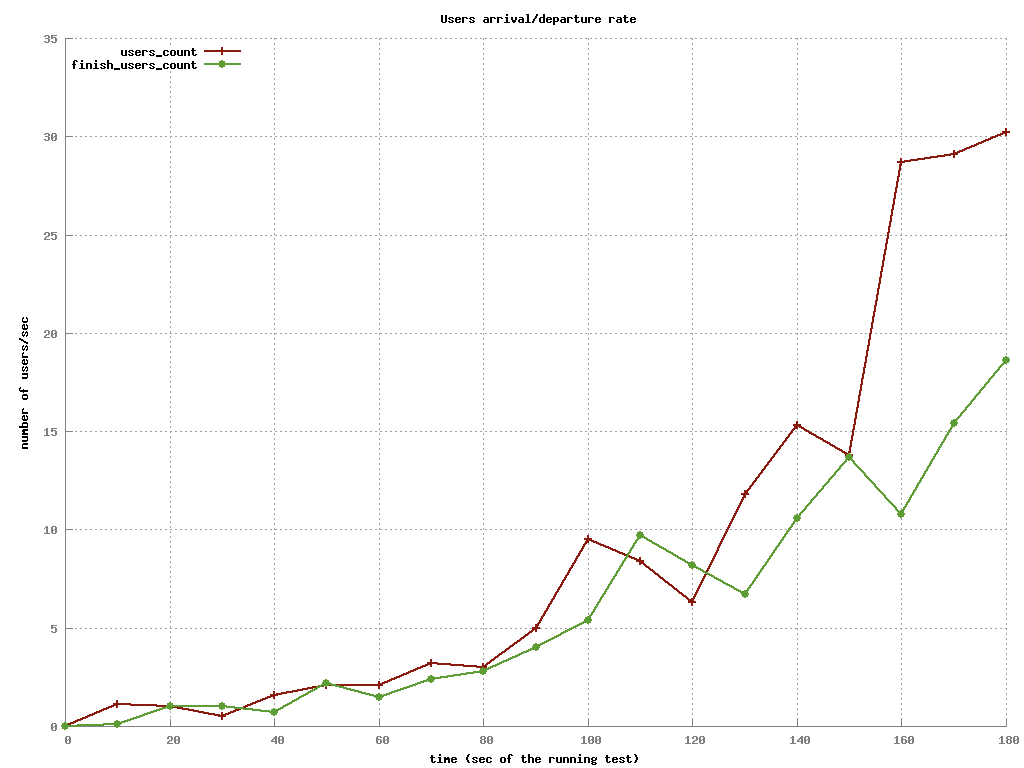 Users arrival/departure rate
users_count
finish_users_count
35
30
25
20
15
10
5
0
number of users/sec
0 20 40 60 80 100 120 140 160 180
time (sec of the running test)